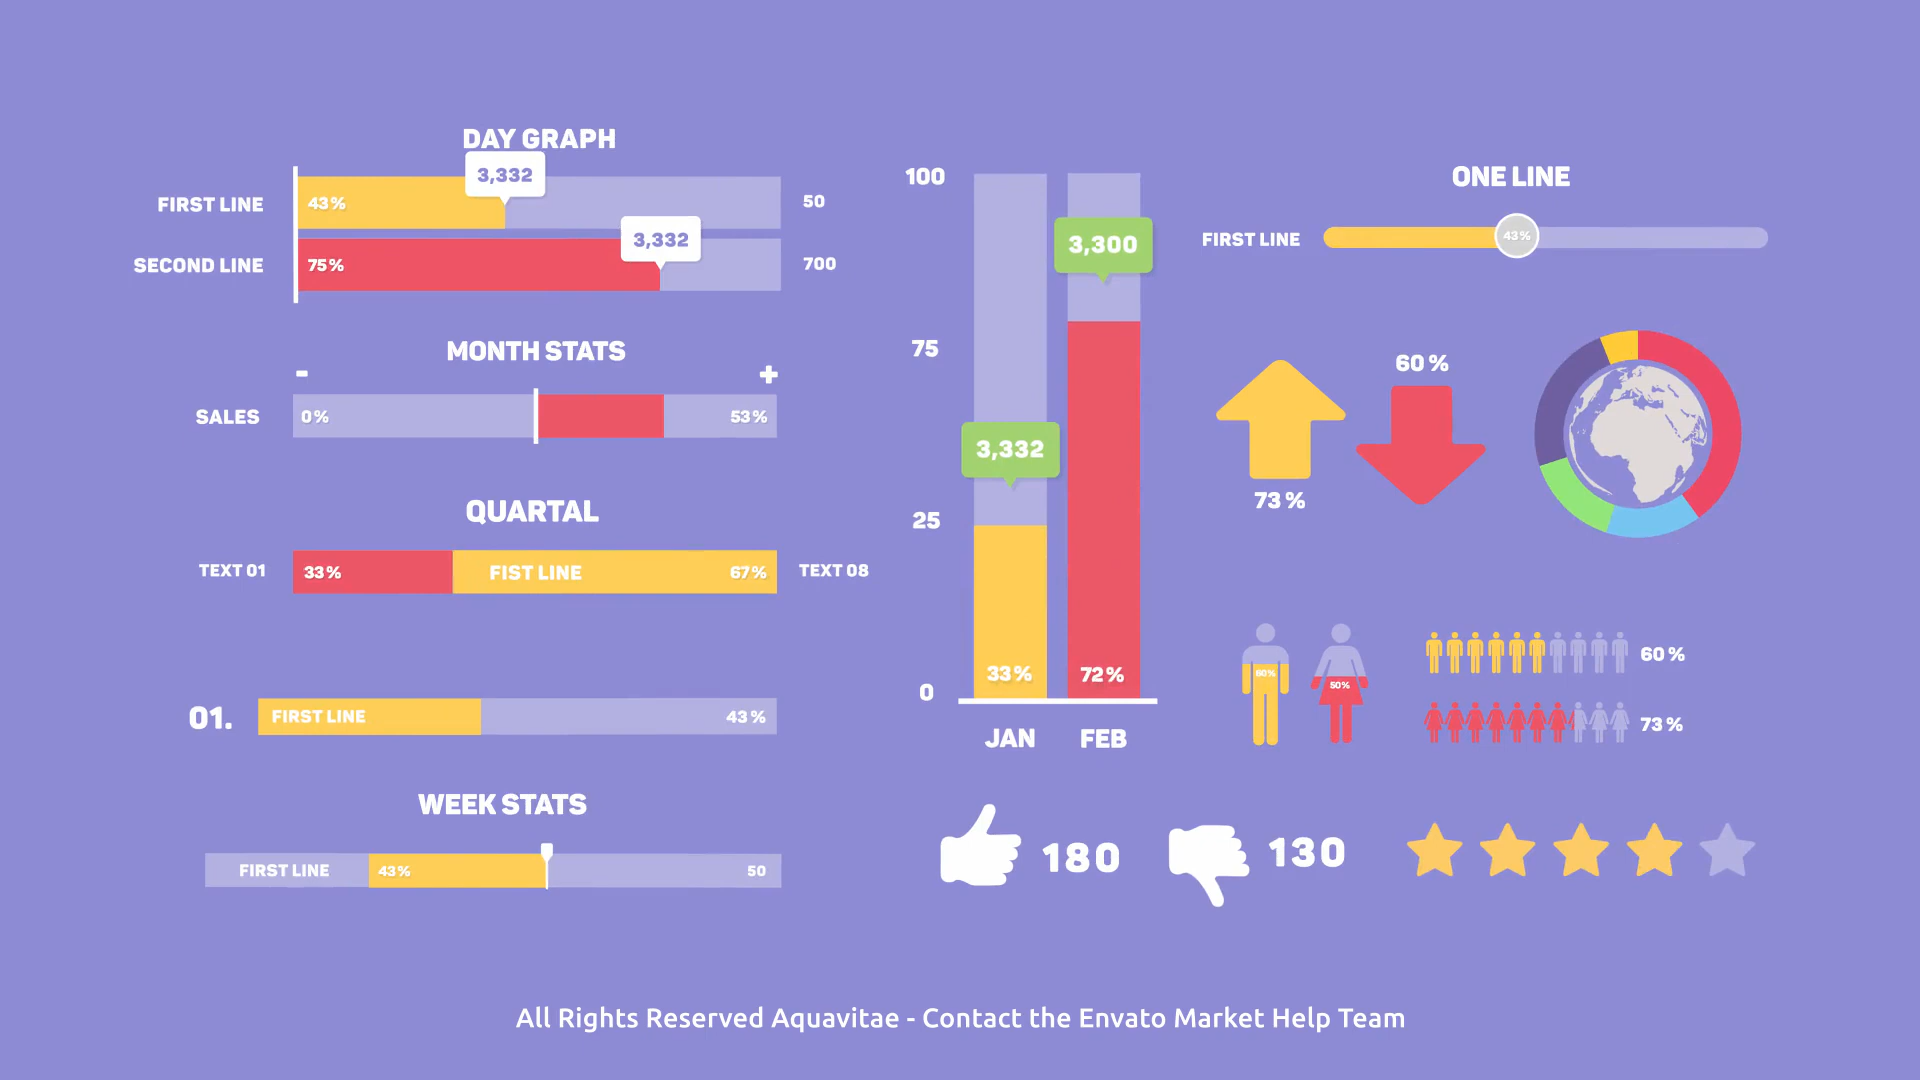 DAY GRAPH
3,332
FIRST LINE 43% 50
3,332
SECOND LINE 75% 700
MONTH STATS
- +
SALES 0% 53%
QUARTAL
TEXT 01 33% FIST LINE 67% TEXT 08
01. FIRST LINE 43%
WEEK STATS
FIRST LINE 43% 50
100
75
25
0
3,300
3,332
33% 72%
JAN FEB
ONE LINE
FIRST LINE 43%
60%
73%
60%
50%
60%
73%
180 130
All Rights Reserved Aquavitae - Contact the Envato Market Help Team